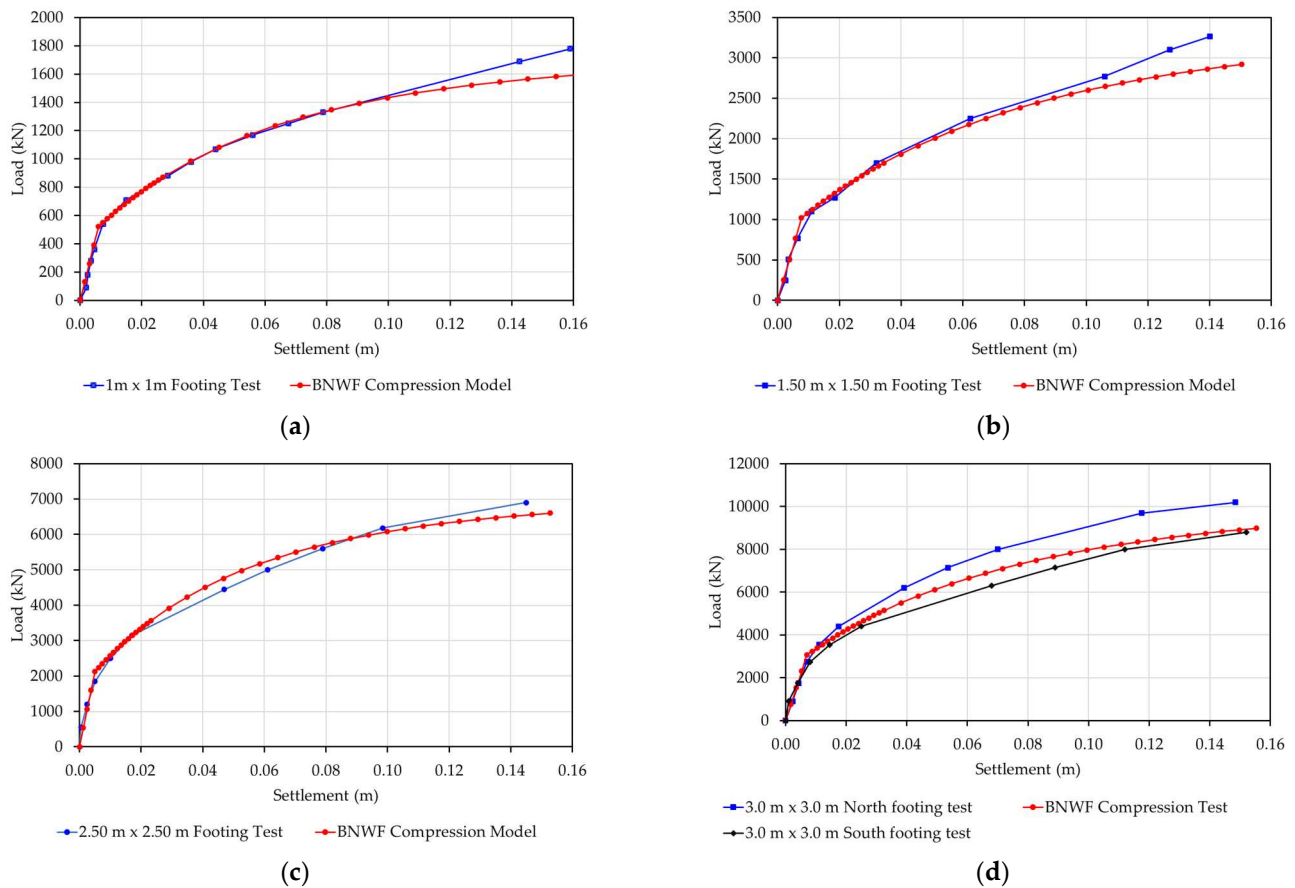 2000
1800
1600
1400
1200
1000
800
600
400
200
0
Load (kN)
0.00 0.02 0.04 0.06 0.08 0.10 0.12 0.14 0.16
Settlement (m)
1m x 1m Footing Test BNWF Compression Model
(a)
3500
3000
2500
2000
1500
1000
500
0
Load (kN)
0.00 0.02 0.04 0.06 0.08 0.10 0.12 0.14 0.16
Settlement (m)
1.50 m x 1.50 m Footing Test BNWF Compression Model
(b)
8000
7000
6000
5000
4000
3000
2000
1000
0
Load (kN)
0.00 0.02 0.04 0.06 0.08 0.10 0.12 0.14 0.16
Settlement (m)
2.50 m x 2.50 m Footing Test BNWF Compression Model
(c)
12000
10000
8000
6000
4000
2000
0
Load (kN)
0.00 0.02 0.04 0.06 0.08 0.10 0.12 0.14 0.16
Settlement (m)
3.0 m x 3.0 m North footing test BNWF Compression Test
3.0 m x 3.0 m South footing test
(d)